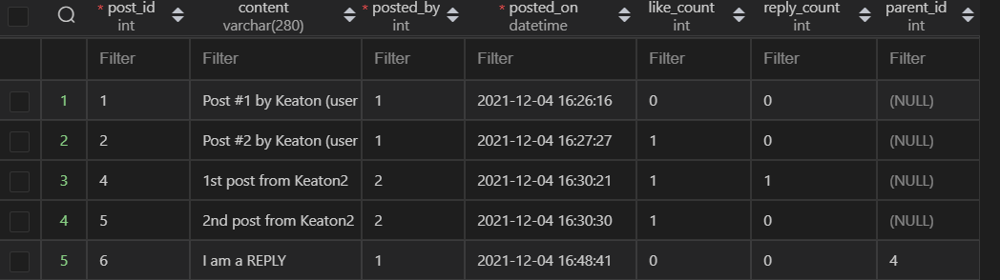 * post_id content * posted_by * posted_on like_count reply_count parent_id
int varchar(280) int datetime int int int
Filter Filter Filter Filter Filter Filter Filter
1 1 Post #1 by Keaton (user 1 2021-12-04 16:26:16 0 0 (NULL)
2 2 Post #2 by Keaton (user 1 2021-12-04 16:27:27 1 0 (NULL)
3 4 1st post from Keaton2 2 2021-12-04 16:30:21 1 1 (NULL)
4 5 2nd post from Keaton2 2 2021-12-04 16:30:30 1 0 (NULL)
5 6 I am a REPLY 1 2021-12-04 16:48:41 0 0 4